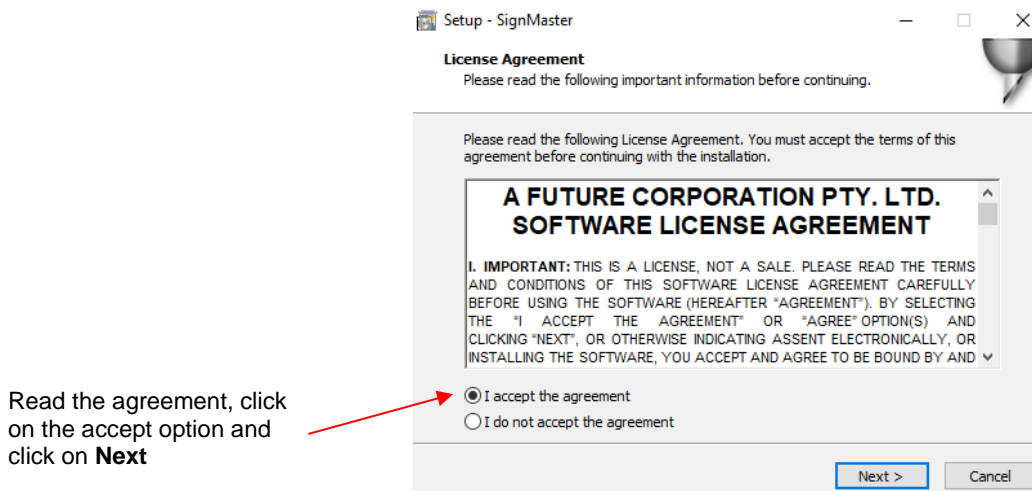 Setup - SignMaster
License Agreement
Please read the following important information before continuing.
Please read the following License Agreement. You must accept the terms of this
agreement before continuing with the installation.
A FUTURE CORPORATION PTY. LTD.
SOFTWARE LICENSE AGREEMENT
I. IMPORTANT: THIS IS A LICENSE, NOT A SALE. PLEASE READ THE TERMS
AND CONDITIONS OF THIS SOFTWARE LICENSE AGREEMENT CAREFULLY
BEFORE USING THE SOFTWARE (HEREAFTER “AGREEMENT”). BY SELECTING
THE “I ACCEPT THE AGREEMENT” OR “AGREE” OPTION(S) AND
CLICKING “NEXT”, OR OTHERWISE INDICATING ASSENT ELECTRONICALLY, OR
INSTALLING THE SOFTWARE, YOU ACCEPT AND AGREE TO BE BOUND BY AND
I accept the agreement
I do not accept the agreement
Read the agreement, click
on the accept option and
click on Next
Next >
Cancel